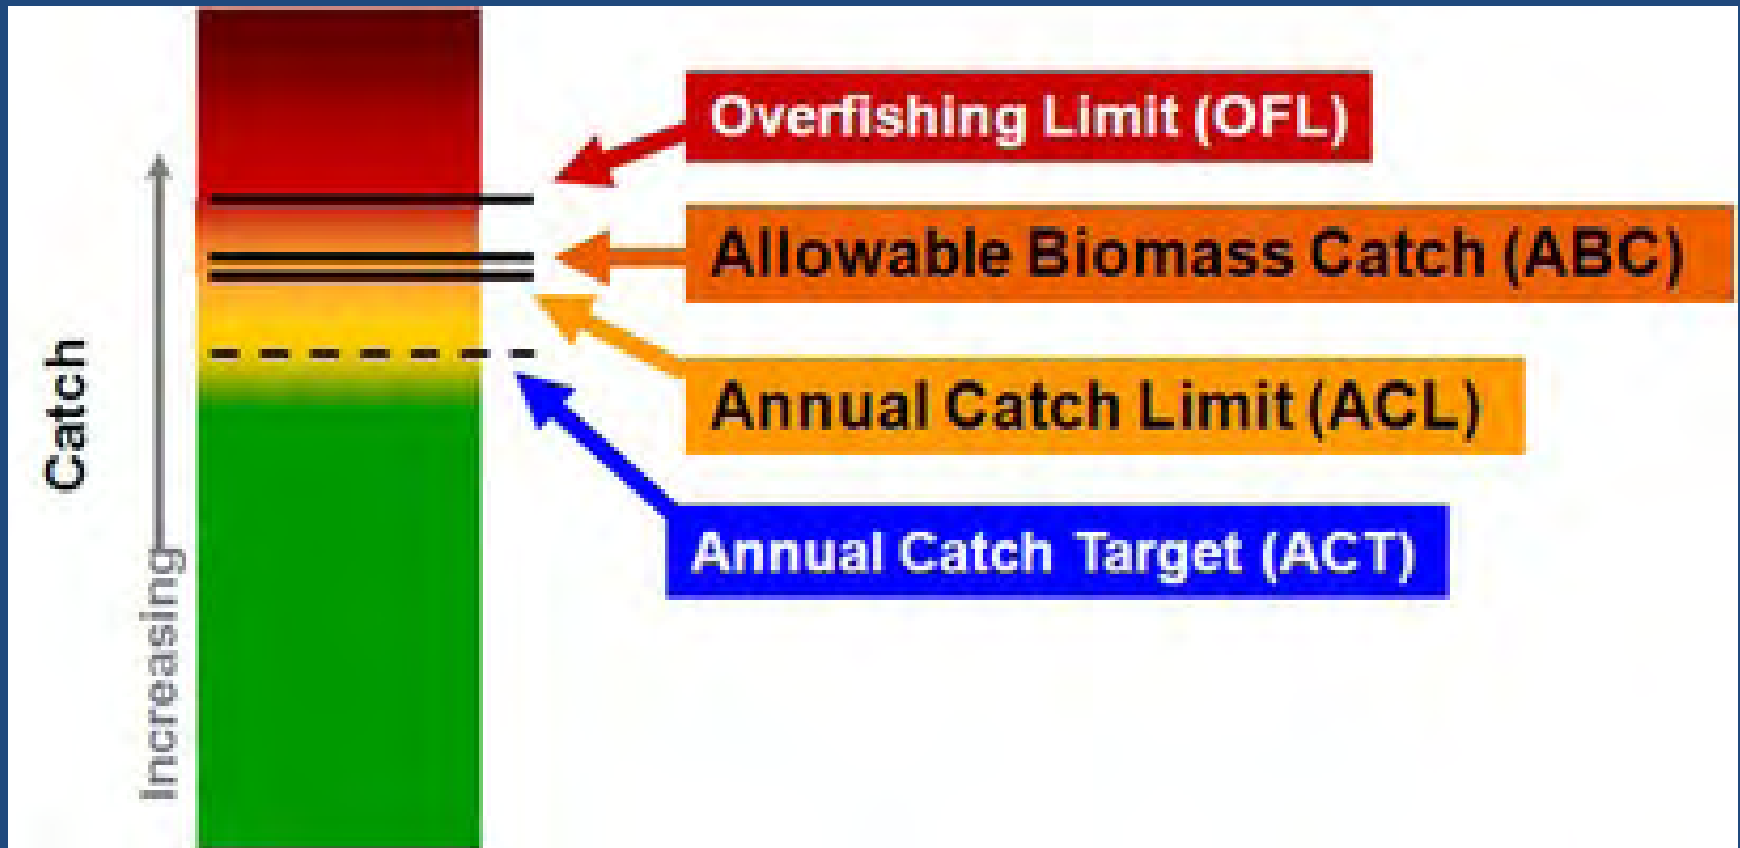 Overfishing Limit (OFL)
Allowable Biomass Catch (ABC)
Annual Catch Limit (ACL)
Annual Catch Target (ACT)
Catch
Increasing